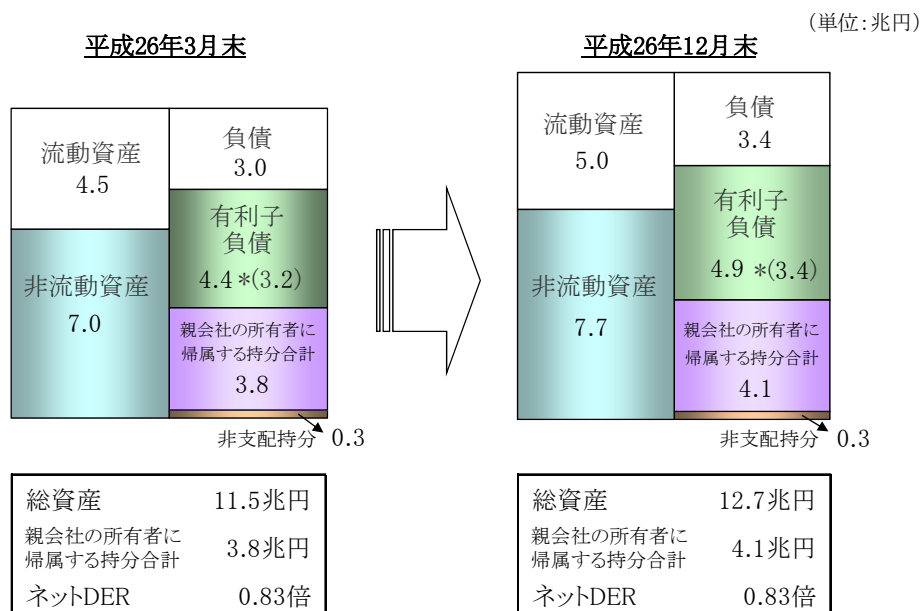 (単位:兆円)
平成26年3月末
流動資産
4.5
非流動資産
7.0
負債
3.0
有利子
負債
4.4 *(3.2)
親会社の所有者に
帰属する持分合計
3.8
非支配持分 0.3
総資産 11.5兆円
親会社の所有者に
帰属する持分合計 3.8兆円
ネットDER 0.83倍
平成26年12月末
流動資産
5.0
非流動資産
7.7
負債
3.4
有利子
負債
4.9 *(3.4)
親会社の所有者に
帰属する持分合計
4.1
非支配持分 0.3
総資産 12.7兆円
親会社の所有者に
帰属する持分合計 4.1兆円
ネットDER 0.83倍